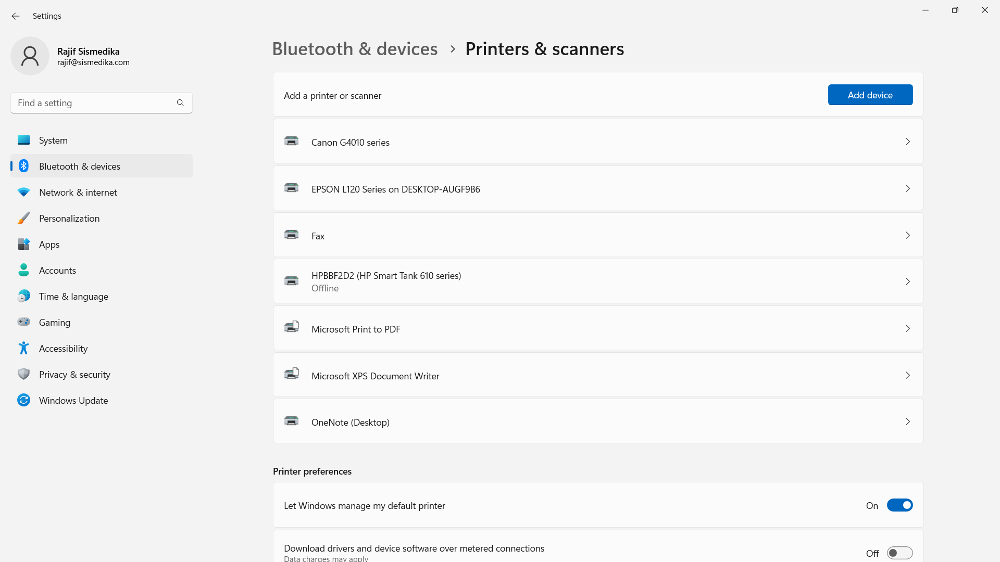 Settings
Rajif Sismedika
rajif@sismedika.com
Find a setting
System
Bluetooth & devices
Network & internet
Personalization
Apps
Accounts
Time & language
Gaming
Accessibility
Privacy & security
Windows Update
Bluetooth & devices > Printers & scanners
Add a printer or scanner
Add device
Canon G4010 series
EPSON L120 Series on DESKTOP-AUGF9B6
Fax
HPBBF2D2 (HP Smart Tank 610 series)
Offline
Microsoft Print to PDF
Microsoft XPS Document Writer
OneNote (Desktop)
Printer preferences
Let Windows manage my default printer
On
Download drivers and device software over metered connections
Data charges may apply
Off